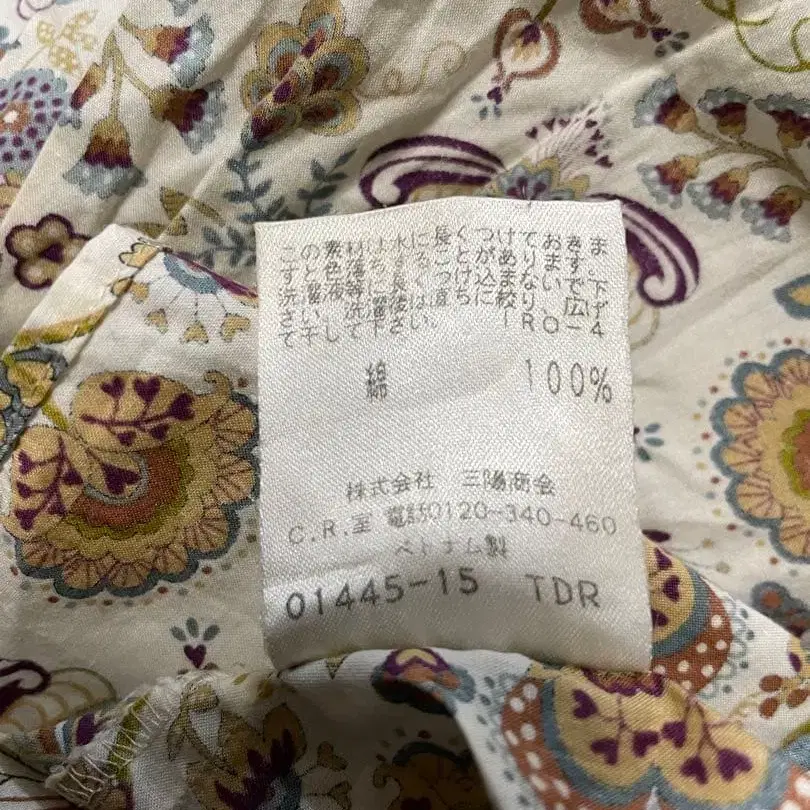 この素材は水に長くつけておきま
すと色落ちすることがあります。
洗濯液等に長くつけ込まないで下
さい。洗濯後は直ちに絞り、広げ
て干して下さい。 RO-4
綿 100%
株式会社 三陽商会
C.R.室 電話0120-340-460
ベトナム製
01445-15 TDR